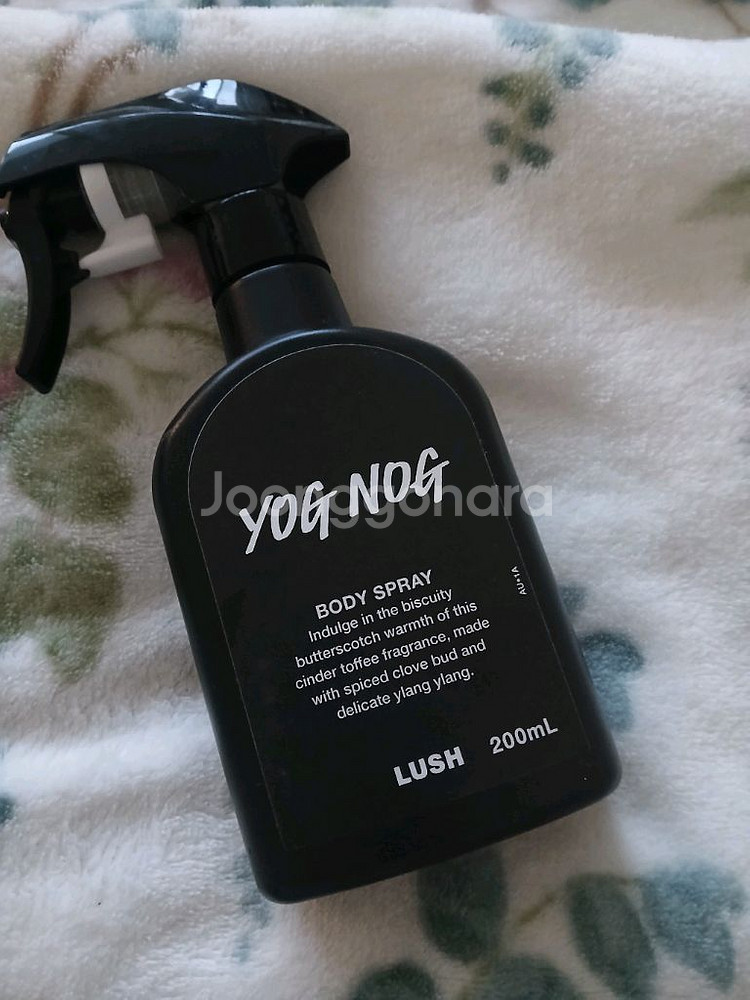 YOG NOG
Joonggonara
BODY SPRAY
Indulge in the biscuity
butterscotch warmth of this
cinder toffee fragrance, made
with spiced clove bud and
delicate ylang ylang.
AU•1A
LUSH 200mL